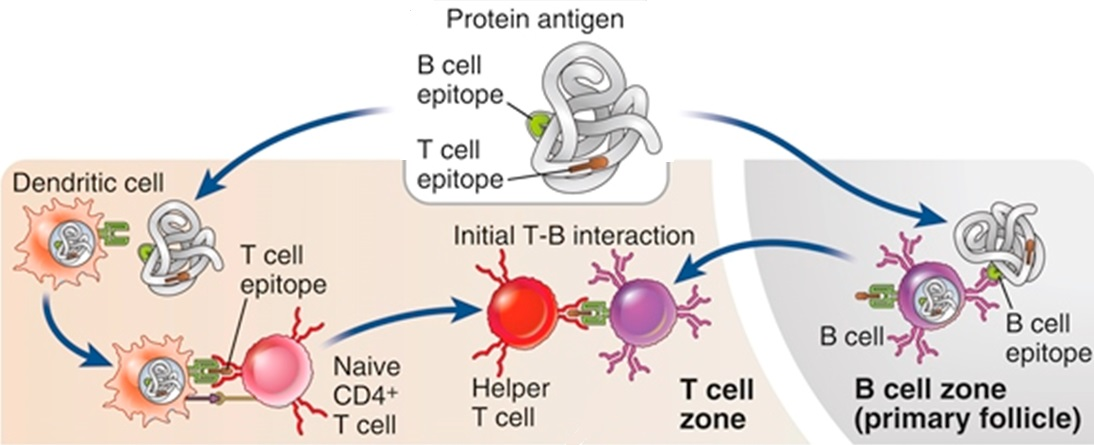 Protein antigen
B cell
epitope
T cell
epitope
Dendritic cell
T cell
epitope
Initial T-B interaction
Naive
CD4+
T cell
Helper
T cell
T cell
zone
B cell
B cell
epitope
B cell zone
(primary follicle)